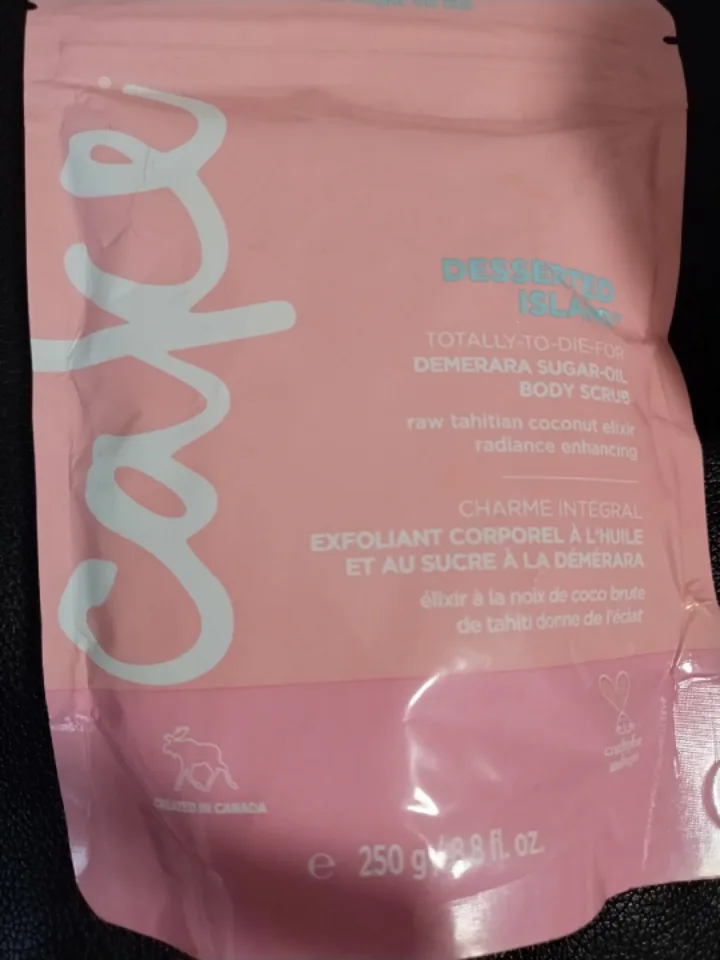 cake.
DESSERTED
ISLAND
TOTALLY-TO-DIE-FOR
DEMERARA SUGAR-OIL
BODY SCRUB
raw tahitian coconut elixir
radiance enhancing
CHARME INTÉGRAL
EXFOLIANT CORPOREL À L'HUILE
ET AU SUCRE À LA DÉMÉRARA
élixir à la noix de coco brute
de tahiti donne de l'éclat
CREATED IN CANADA
e 250 g / 8.8 fl. oz.